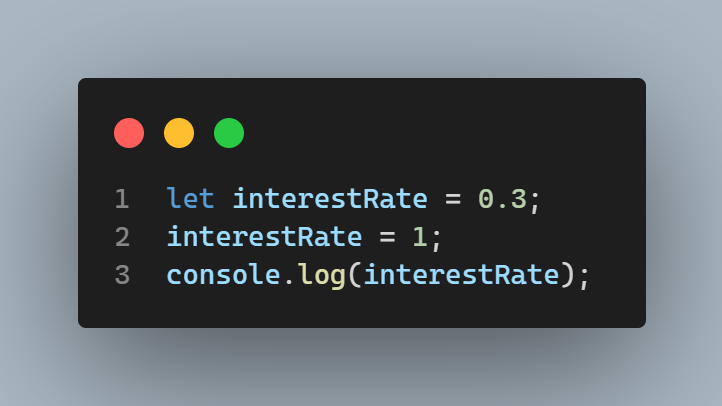 1 let interestRate = 0.3;
2 interestRate = 1;
3 console.log(interestRate);